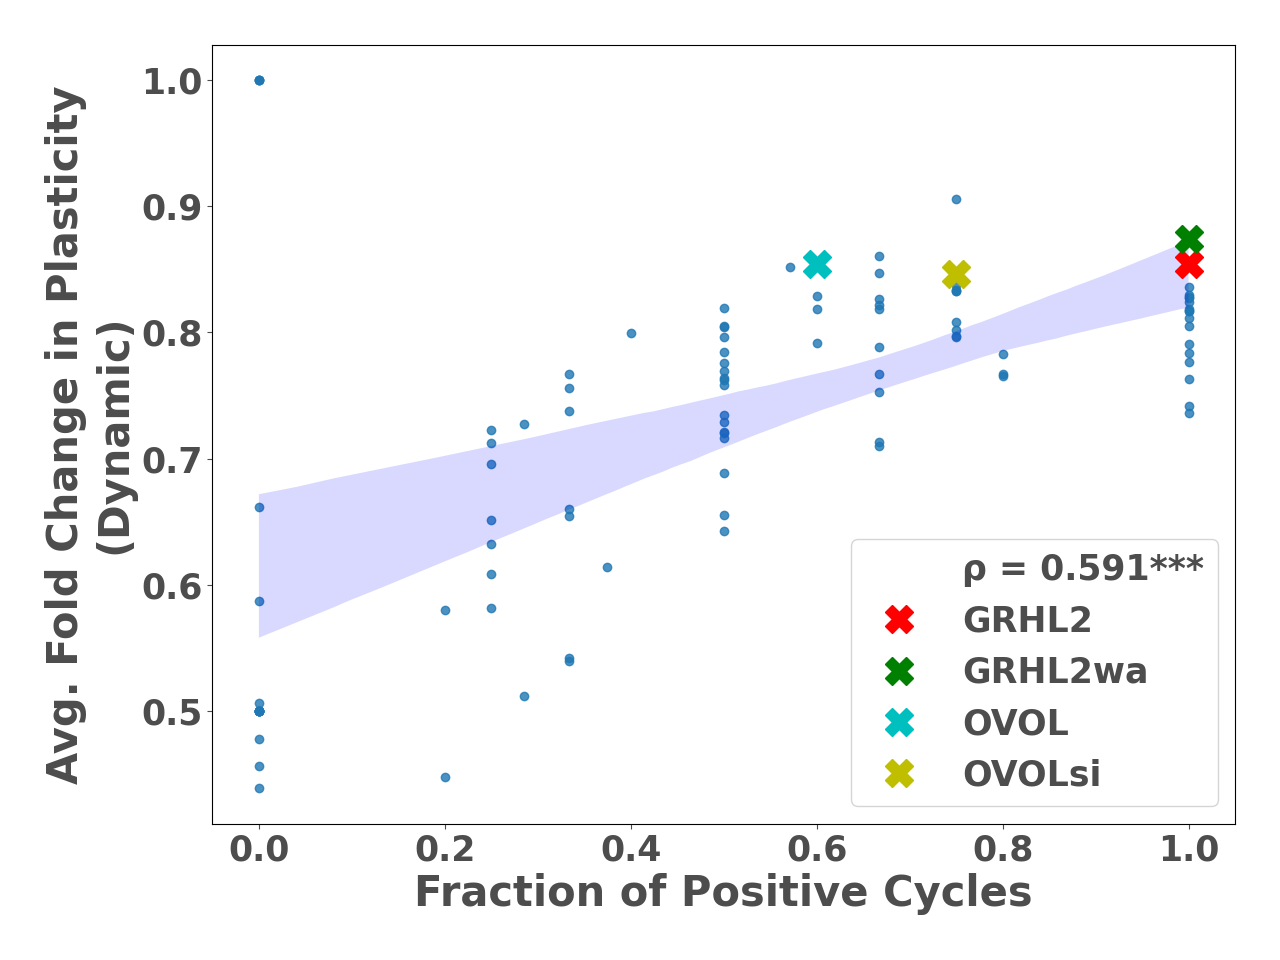 Avg. Fold Change in Plasticity
(Dynamic)
1.0
0.9
0.8
0.7
0.6
0.5
ρ = 0.591***
GRHL2
GRHL2wa
OVOL
OVOLsi
0.0 0.2 0.4 0.6 0.8 1.0
Fraction of Positive Cycles